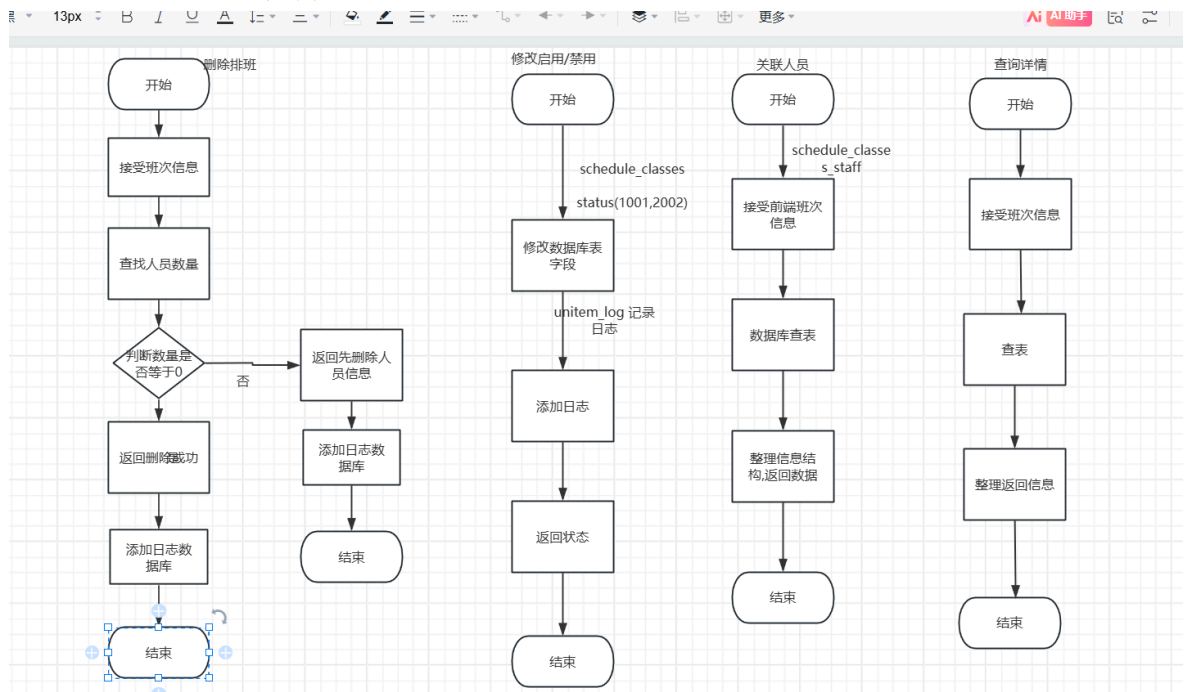 13px
B
I
U
A
更多
AI 助手
删除排班
开始
接受班次信息
查找人员数量
判断数量是
否等于0
否
返回先删除人
员信息
添加日志数
据库
结束
返回删除成功
添加日志数
据库
结束
修改启用/禁用
开始
schedule_classes
status(1001,2002)
修改数据库表
字段
unitem_log 记录
日志
添加日志
返回状态
结束
关联人员
开始
schedule_classe
s_staff
接受前端班次
信息
数据库查表
整理信息结
构,返回数据
结束
查询详情
开始
接受班次信息
查表
整理返回信息
结束